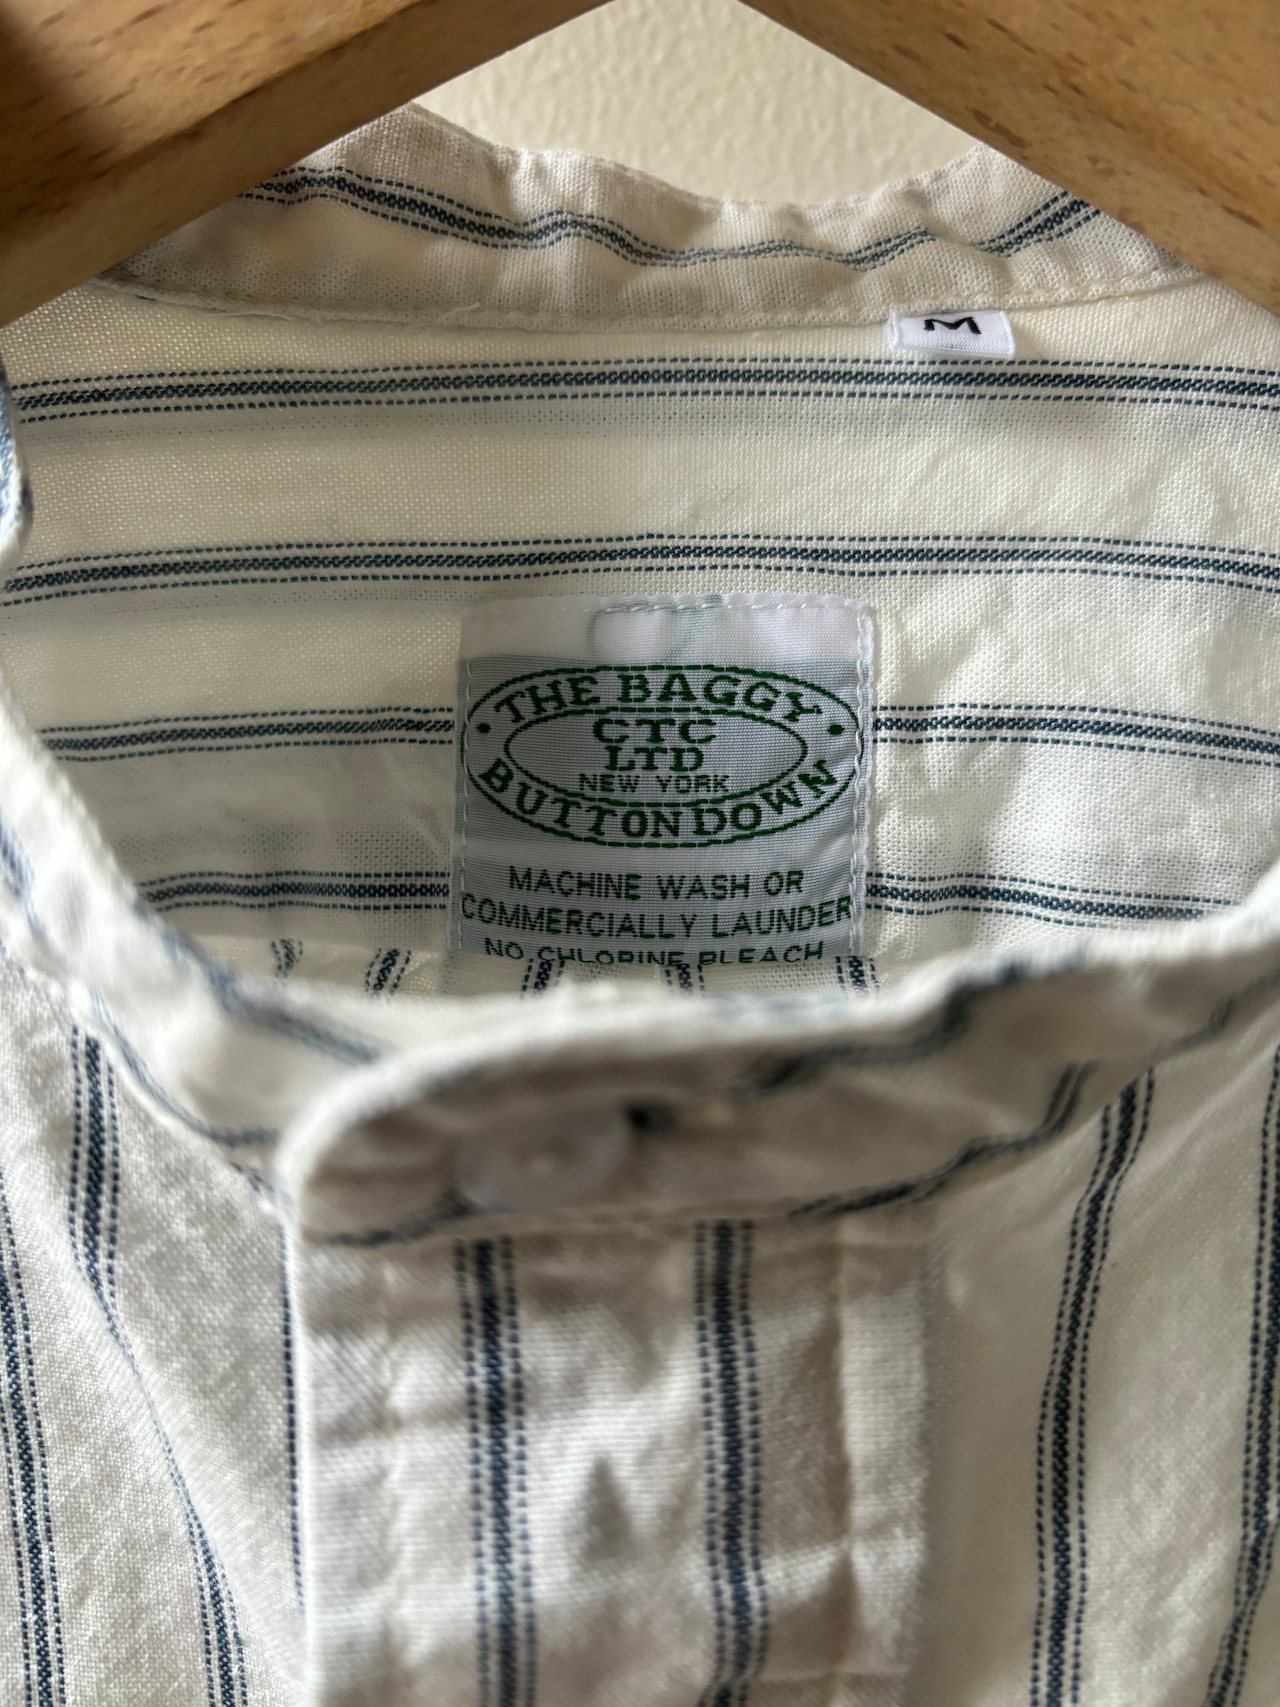 M
THE BAGGY
CTC
LTD
NEW YORK
BUTTONDOWN
MACHINE WASH OR
COMMERCIALLY LAUNDER
NO CHLORINE BLEACH